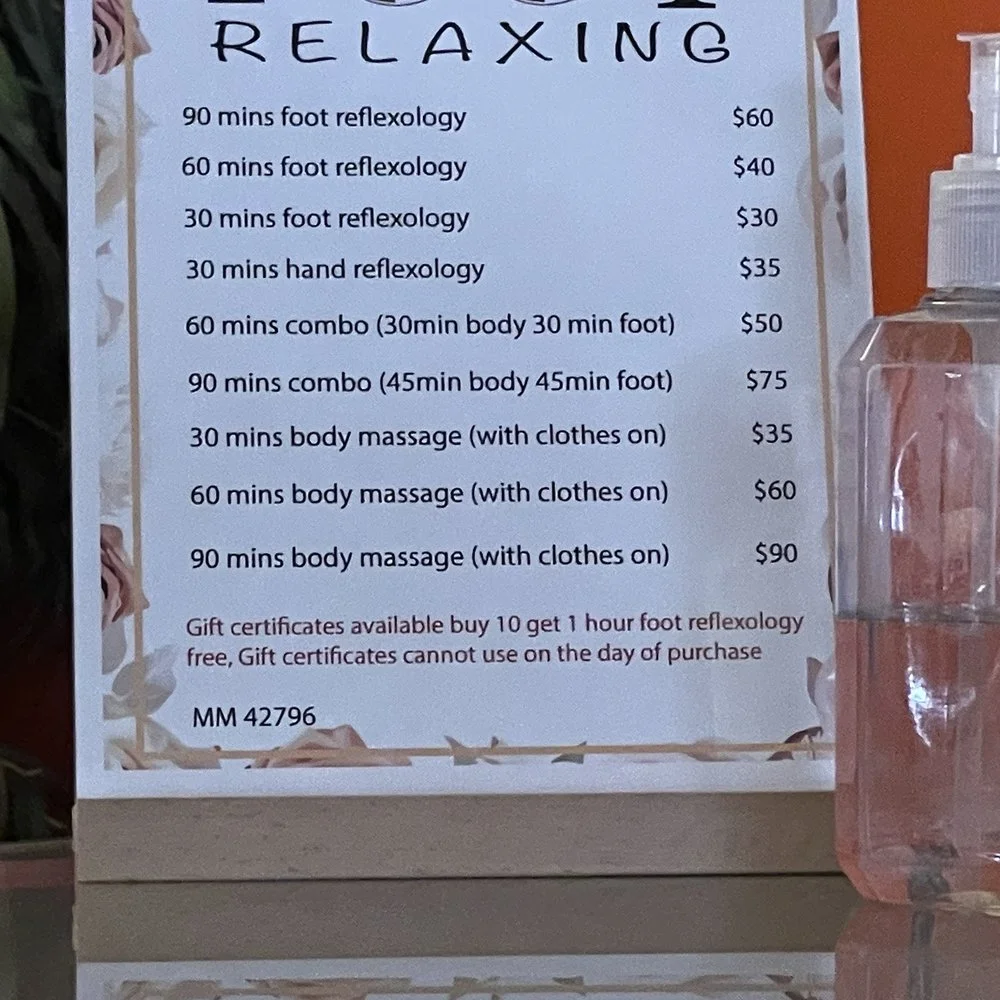 RELAXING
90 mins foot reflexology $60
60 mins foot reflexology $40
30 mins foot reflexology $30
30 mins hand reflexology $35
60 mins combo (30min body 30 min foot) $50
90 mins combo (45min body 45min foot) $75
30 mins body massage (with clothes on) $35
60 mins body massage (with clothes on) $60
90 mins body massage (with clothes on) $90
Gift certificates available buy 10 get 1 hour foot reflexology
free, Gift certificates cannot use on the day of purchase
MM 42796